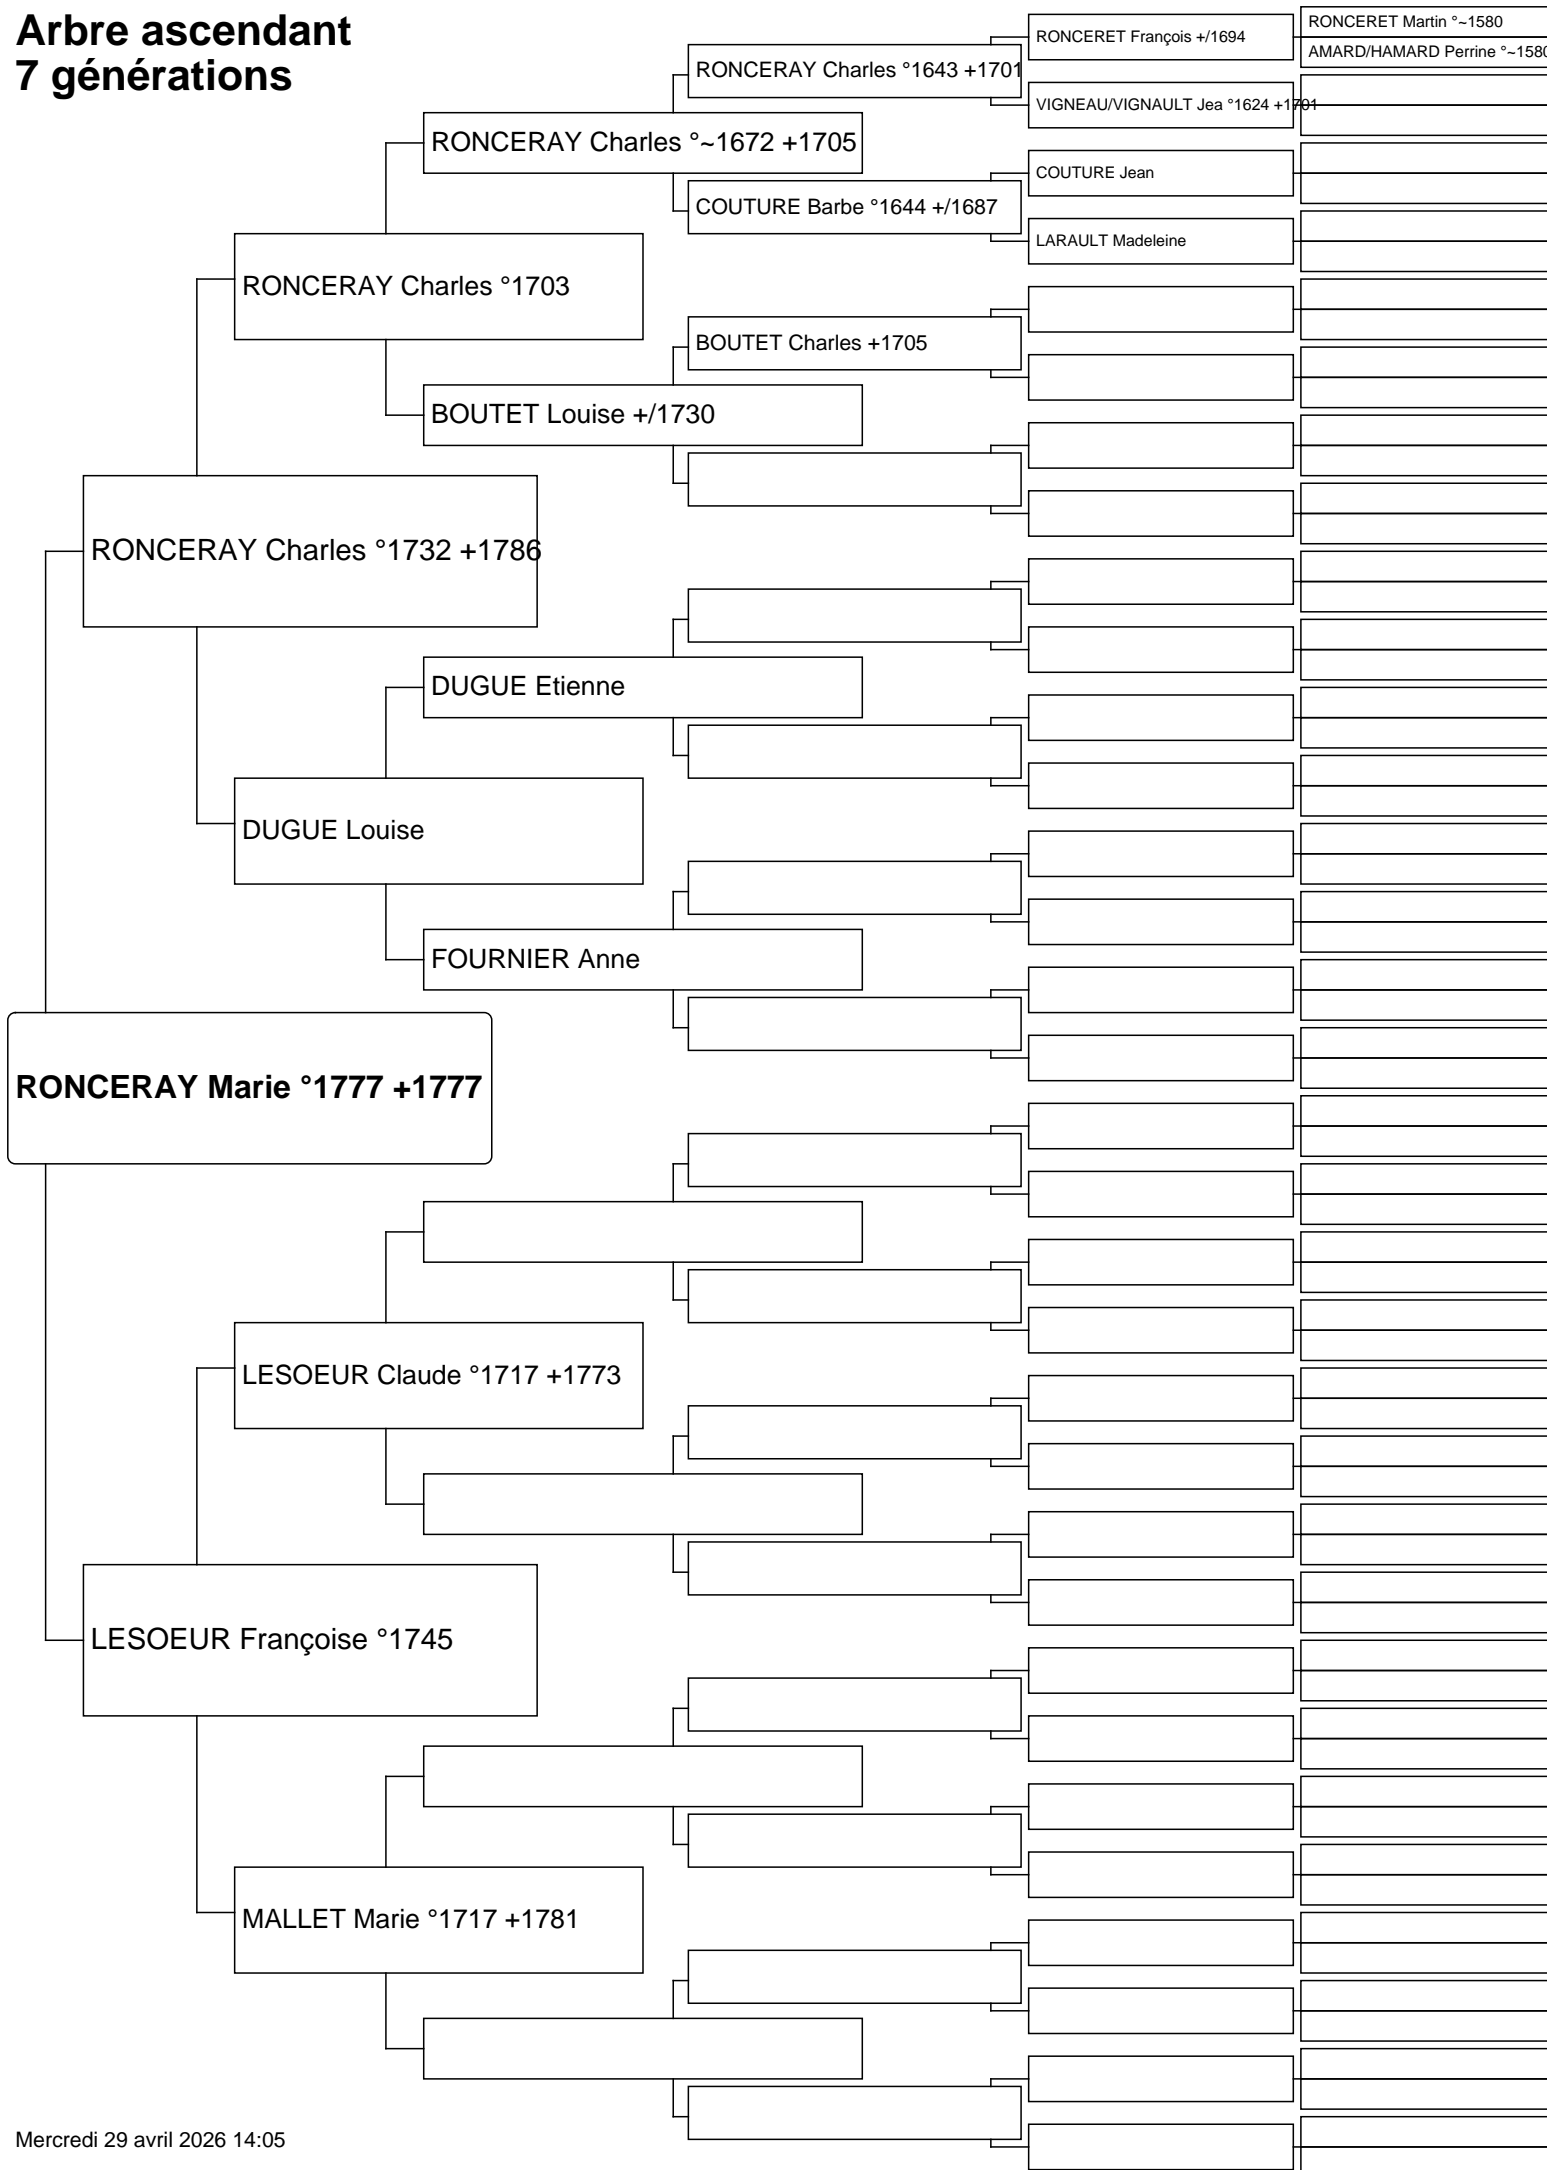 Arbre ascendant
7 générations
RONCERET Martin °~1580
RONCERET François +/1694
AMARD/HAMARD Perrine °~1580
RONCERAY Charles °1643 +1701
VIGNEAU/VIGNAULT Jea °1624 +1701
RONCERAY Charles °~1672 +1705
COUTURE Jean
COUTURE Barbe °1644 +/1687
LARAULT Madeleine
RONCERAY Charles °1703
BOUTET Charles +1705
BOUTET Louise +/1730
RONCERAY Charles °1732 +1786
DUGUE Etienne
DUGUE Louise
FOURNIER Anne
RONCERAY Marie °1777 +1777
LESOEUR Claude °1717 +1773
LESOEUR Françoise °1745
MALLET Marie °1717 +1781
Mercredi 29 avril 2026 14:05